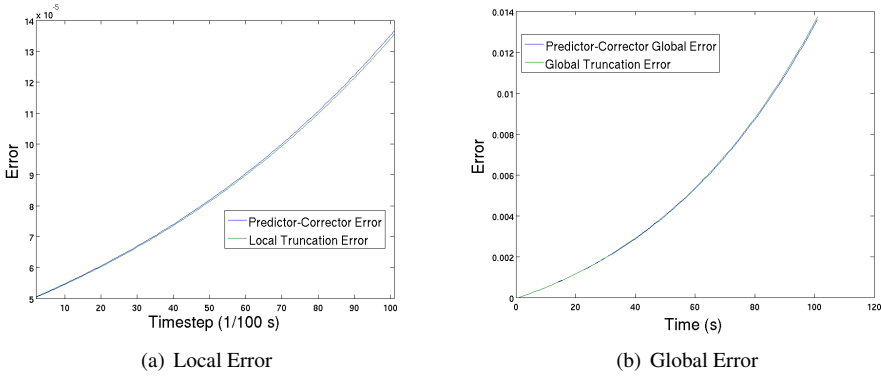 x 10 -5
14
13
12
11
10
9
8
7
6
5
10 20 30 40 50 60 70 80 90 100
Error
Timestep (1/100 s)
Predictor-Corrector Error
Local Truncation Error
(a) Local Error
0.014
0.012
0.01
0.008
0.006
0.004
0.002
0
0 20 40 60 80 100 120
Error
Time (s)
Predictor-Corrector Global Error
Global Truncation Error
(b) Global Error